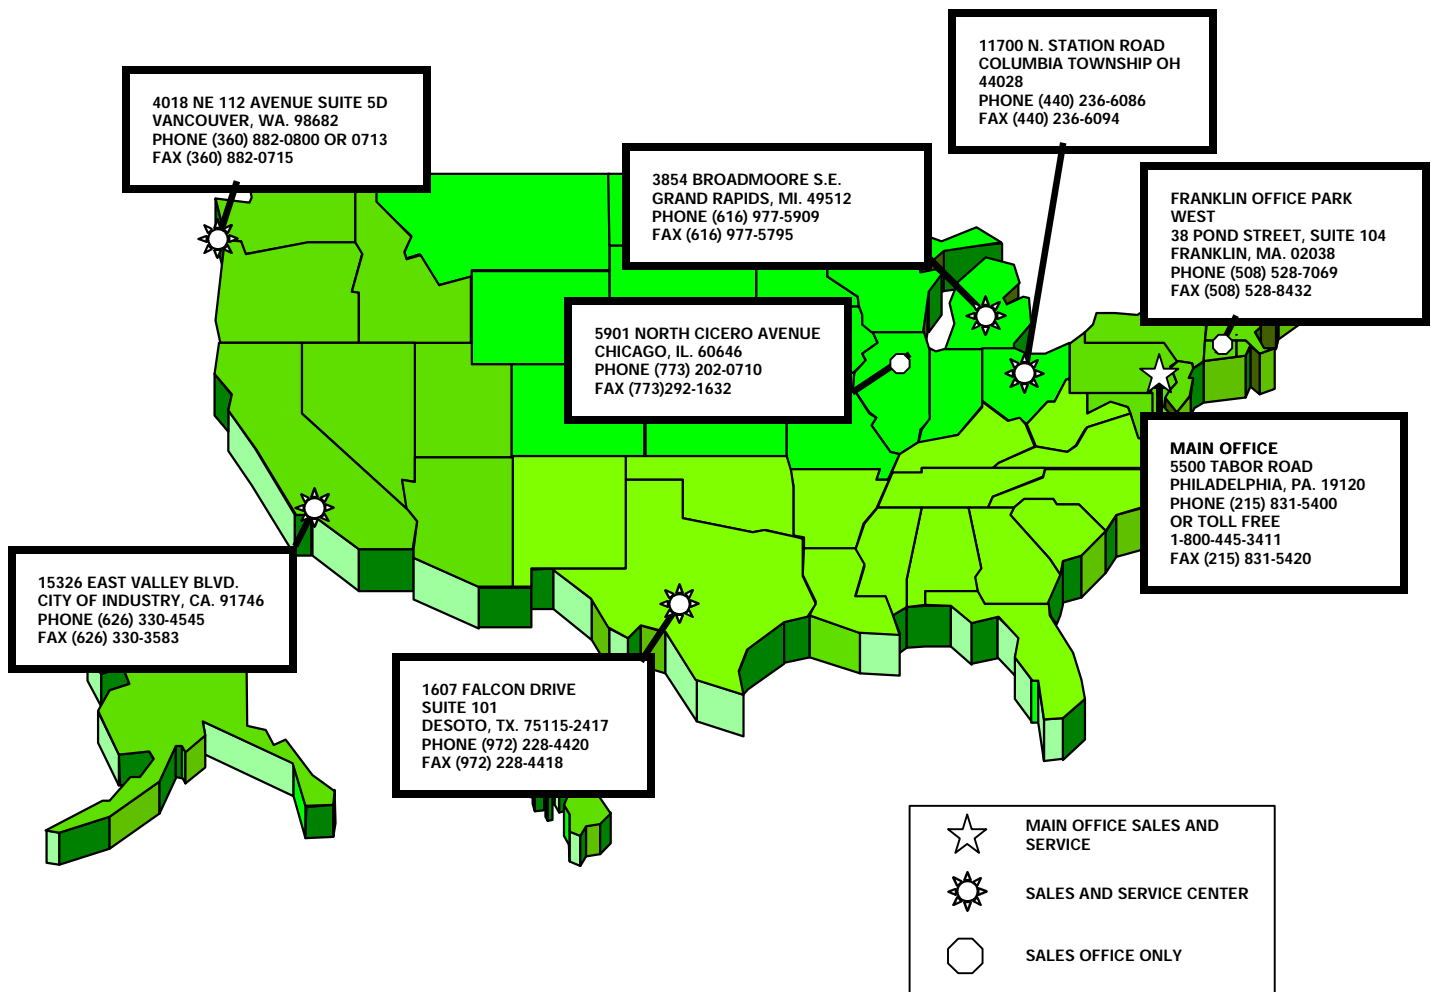 11700 N. STATION ROAD
COLUMBIA TOWNSHIP OH
44028
PHONE (440) 236-6086
FAX (440) 236-6094
4018 NE 112 AVENUE SUITE 5D
VANCOUVER, WA. 98682
PHONE (360) 882-0800 OR 0713
FAX (360) 882-0715
3854 BROADMOORE S.E.
GRAND RAPIDS, MI. 49512
PHONE (616) 977-5909
FAX (616) 977-5795
FRANKLIN OFFICE PARK
WEST
38 POND STREET, SUITE 104
FRANKLIN, MA. 02038
PHONE (508) 528-7069
FAX (508) 528-8432
5901 NORTH CICERO AVENUE
CHICAGO, IL. 60646
PHONE (773) 202-0710
FAX (773)292-1632
MAIN OFFICE
5500 TABOR ROAD
PHILADELPHIA, PA. 19120
PHONE (215) 831-5400
OR TOLL FREE
1-800-445-3411
FAX (215) 831-5420
15326 EAST VALLEY BLVD.
CITY OF INDUSTRY, CA. 91746
PHONE (626) 330-4545
FAX (626) 330-3583
1607 FALCON DRIVE
SUITE 101
DESOTO, TX. 75115-2417
PHONE (972) 228-4420
FAX (972) 228-4418
MAIN OFFICE SALES AND
SERVICE
SALES AND SERVICE CENTER
SALES OFFICE ONLY